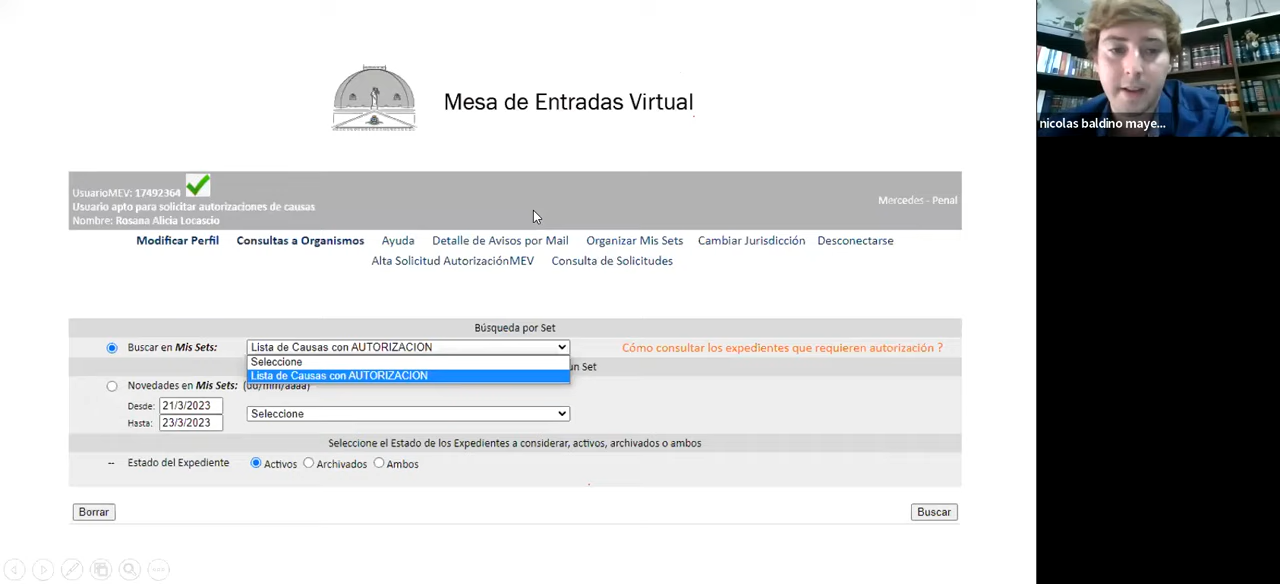 nicolas baldino maye...
Mesa de Entradas Virtual
UsuarioMEV: 17492364
Usuario apto para solicitar autorizaciones de causas
Nombre: Rosana Alicia Locascio
Mercedes - Penal
Modificar Perfil Consultas a Organismos Ayuda Detalle de Avisos por Mail Organizar Mis Sets Cambiar Jurisdicción Desconectarse
Alta Solicitud AutorizaciónMEV Consulta de Solicitudes
Búsqueda por Set
Buscar en Mis Sets: Lista de Causas con AUTORIZACION Cómo consultar los expedientes que requieren autorización ?
Seleccione
un Set
Lista de Causas con AUTORIZACION
Novedades en Mis Sets: (dd/mm/aaaa)
Desde: 21/3/2023
Seleccione
Hasta: 23/3/2023
Seleccione el Estado de los Expedientes a considerar, activos, archivados o ambos
-- Estado del Expediente Activos Archivados Ambos
Borrar Buscar